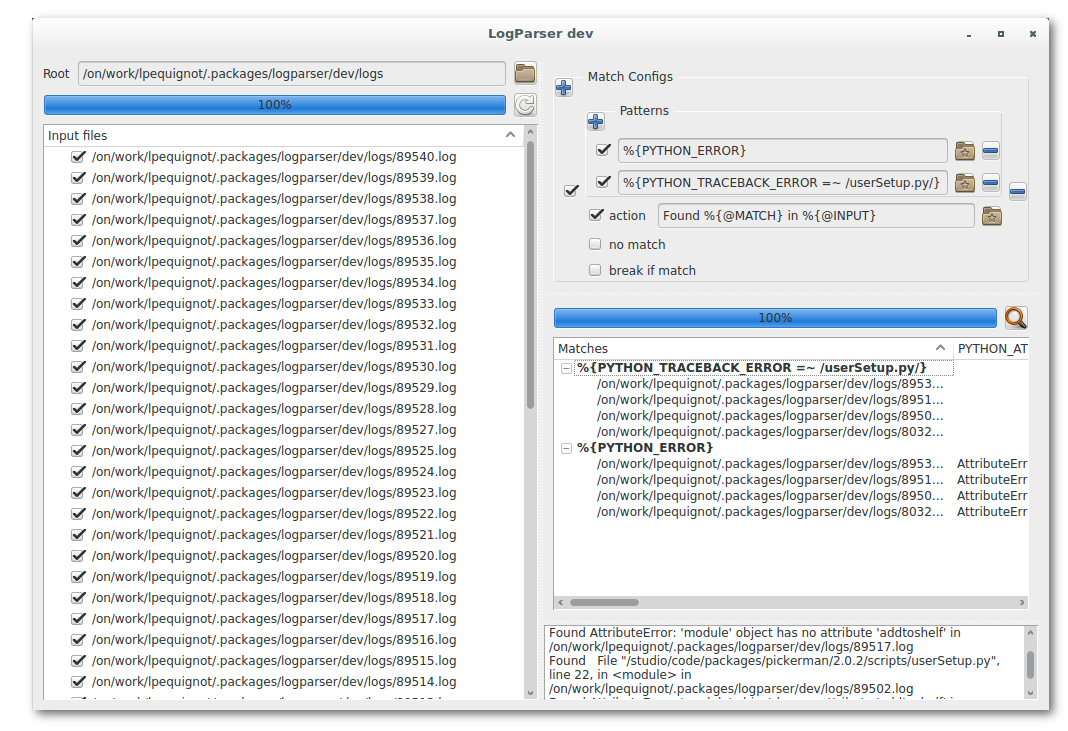 LogParser dev
Root /on/work/lpequignot/.packages/logparser/dev/logs
100%
Input files
/on/work/lpequignot/.packages/logparser/dev/logs/89540.log
/on/work/lpequignot/.packages/logparser/dev/logs/89539.log
/on/work/lpequignot/.packages/logparser/dev/logs/89538.log
/on/work/lpequignot/.packages/logparser/dev/logs/89537.log
/on/work/lpequignot/.packages/logparser/dev/logs/89536.log
/on/work/lpequignot/.packages/logparser/dev/logs/89535.log
/on/work/lpequignot/.packages/logparser/dev/logs/89534.log
/on/work/lpequignot/.packages/logparser/dev/logs/89533.log
/on/work/lpequignot/.packages/logparser/dev/logs/89532.log
/on/work/lpequignot/.packages/logparser/dev/logs/89531.log
/on/work/lpequignot/.packages/logparser/dev/logs/89530.log
/on/work/lpequignot/.packages/logparser/dev/logs/89529.log
/on/work/lpequignot/.packages/logparser/dev/logs/89528.log
/on/work/lpequignot/.packages/logparser/dev/logs/89527.log
/on/work/lpequignot/.packages/logparser/dev/logs/89525.log
/on/work/lpequignot/.packages/logparser/dev/logs/89524.log
/on/work/lpequignot/.packages/logparser/dev/logs/89523.log
/on/work/lpequignot/.packages/logparser/dev/logs/89522.log
/on/work/lpequignot/.packages/logparser/dev/logs/89521.log
/on/work/lpequignot/.packages/logparser/dev/logs/89520.log
/on/work/lpequignot/.packages/logparser/dev/logs/89519.log
/on/work/lpequignot/.packages/logparser/dev/logs/89518.log
/on/work/lpequignot/.packages/logparser/dev/logs/89517.log
/on/work/lpequignot/.packages/logparser/dev/logs/89516.log
/on/work/lpequignot/.packages/logparser/dev/logs/89515.log
/on/work/lpequignot/.packages/logparser/dev/logs/89514.log
Match Configs
Patterns
%{PYTHON_ERROR}
%{PYTHON_TRACEBACK_ERROR =~ /userSetup.py/}
action Found %{@MATCH} in %{@INPUT}
no match
break if match
100%
Matches PYTHON_AT
%{PYTHON_TRACEBACK_ERROR =~ /userSetup.py/}
/on/work/lpequignot/.packages/logparser/dev/logs/8953...
/on/work/lpequignot/.packages/logparser/dev/logs/8951...
/on/work/lpequignot/.packages/logparser/dev/logs/8950...
/on/work/lpequignot/.packages/logparser/dev/logs/8032...
%{PYTHON_ERROR}
/on/work/lpequignot/.packages/logparser/dev/logs/8953... AttributeErr
/on/work/lpequignot/.packages/logparser/dev/logs/8951... AttributeErr
/on/work/lpequignot/.packages/logparser/dev/logs/8950... AttributeErr
/on/work/lpequignot/.packages/logparser/dev/logs/8032... AttributeErr
Found AttributeError: 'module' object has no attribute 'addtoshelf' in
/on/work/lpequignot/.packages/logparser/dev/logs/89517.log
Found File "/studio/code/packages/pickerman/2.0.2/scripts/userSetup.py",
line 22, in <module> in
/on/work/lpequignot/.packages/logparser/dev/logs/89502.log